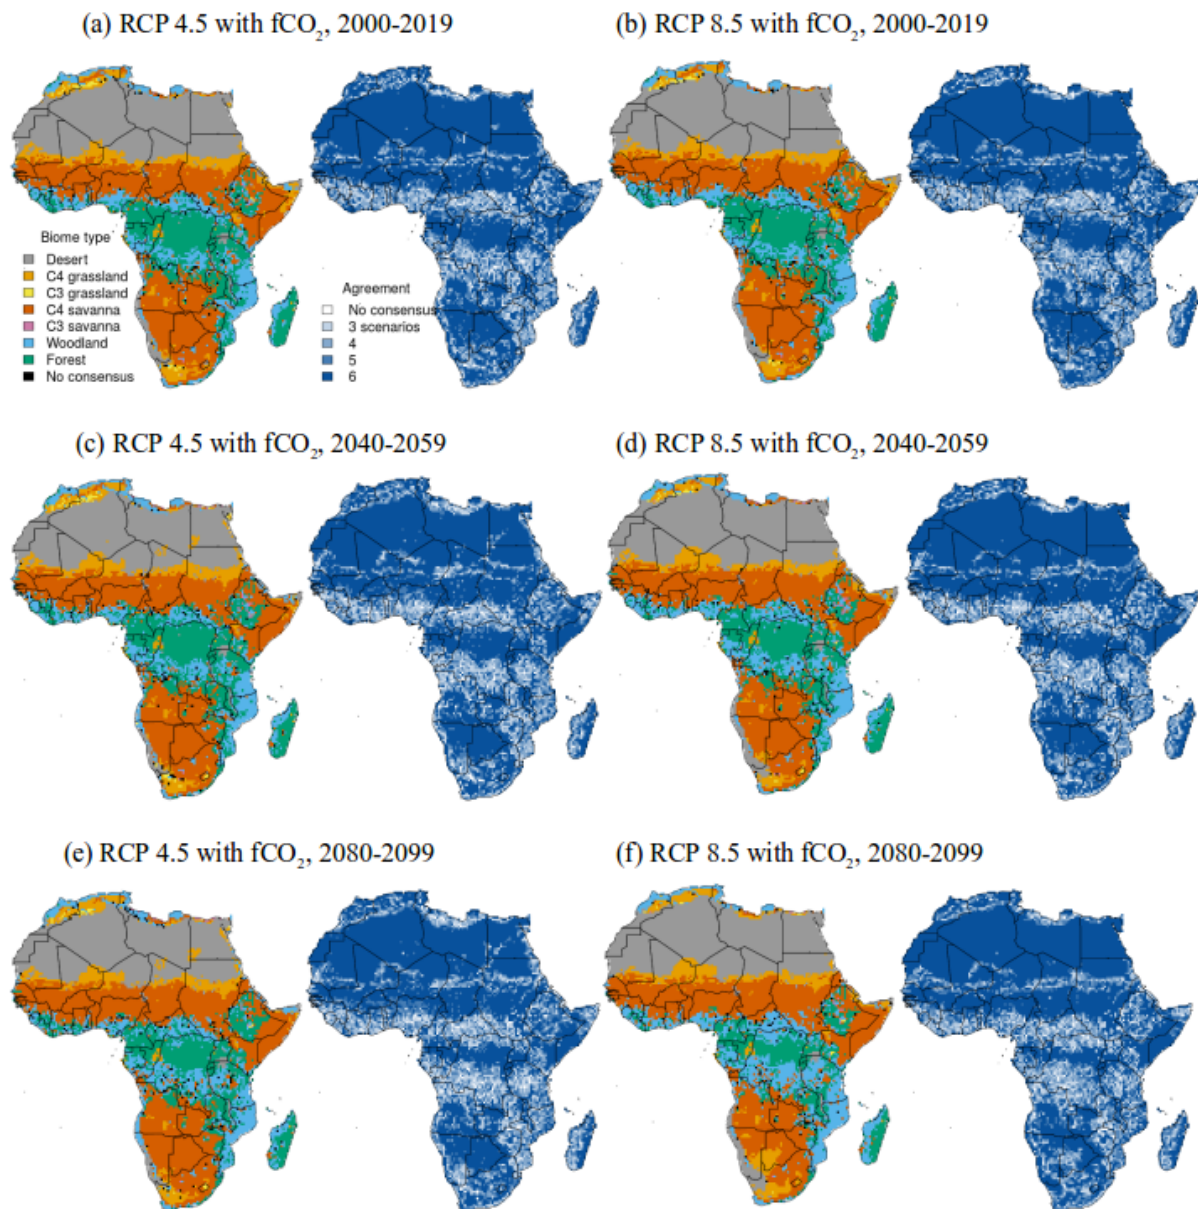 (a) RCP 4.5 with fCO₂, 2000-2019
(b) RCP 8.5 with fCO₂, 2000-2019
Biome type
Desert
C4 grassland
C3 grassland
C4 savanna
C3 savanna
Woodland
Forest
No consensus
Agreement
No consensus
3 scenarios
4
5
6
(c) RCP 4.5 with fCO₂, 2040-2059
(d) RCP 8.5 with fCO₂, 2040-2059
(e) RCP 4.5 with fCO₂, 2080-2099
(f) RCP 8.5 with fCO₂, 2080-2099